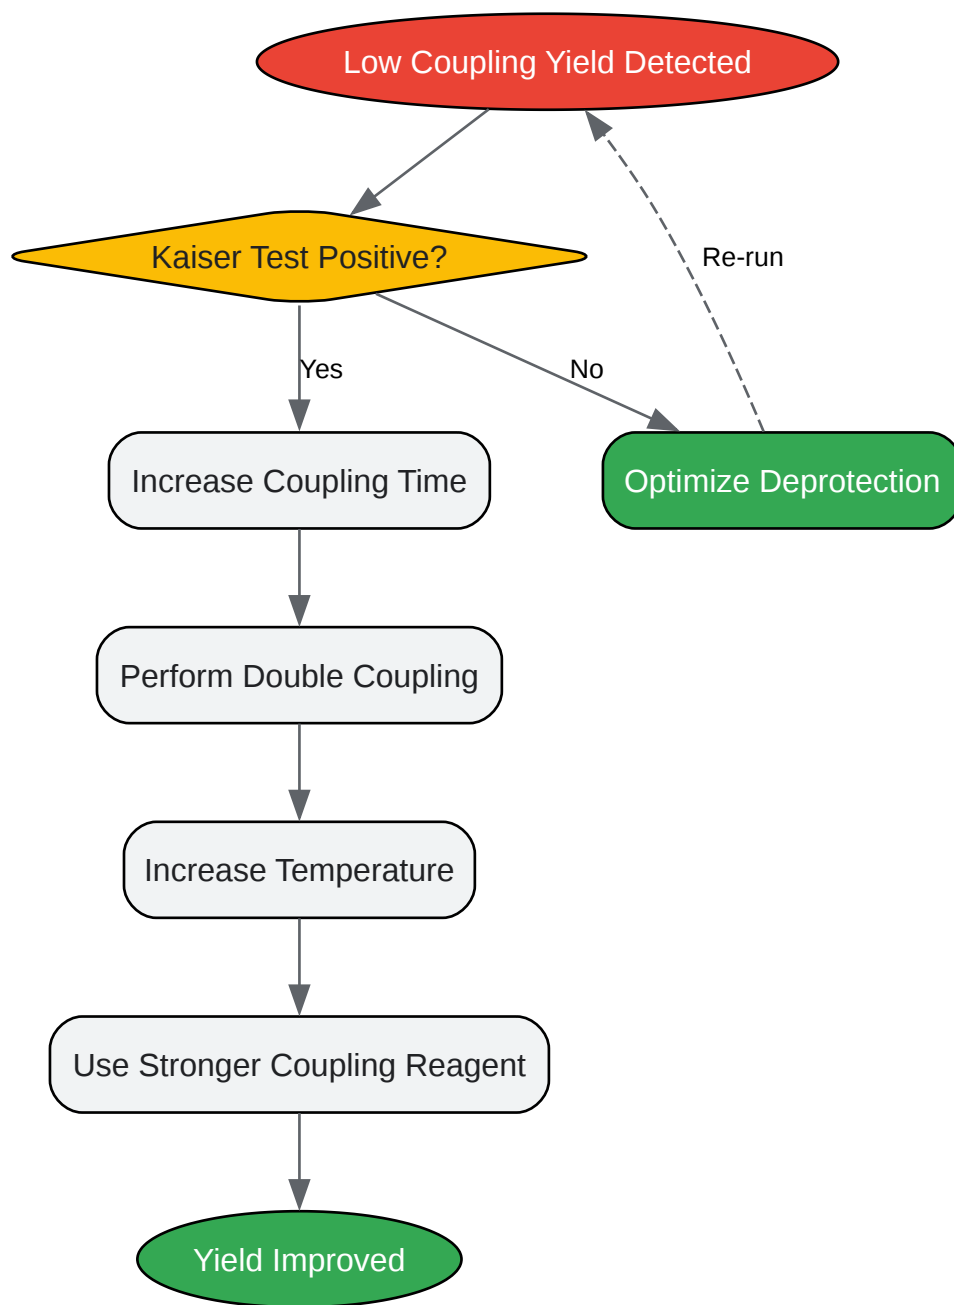 Low Coupling Yield Detected
Kaiser Test Positive?
Re-run
Yes
No
Increase Coupling Time
Optimize Deprotection
Perform Double Coupling
Increase Temperature
Use Stronger Coupling Reagent
Yield Improved